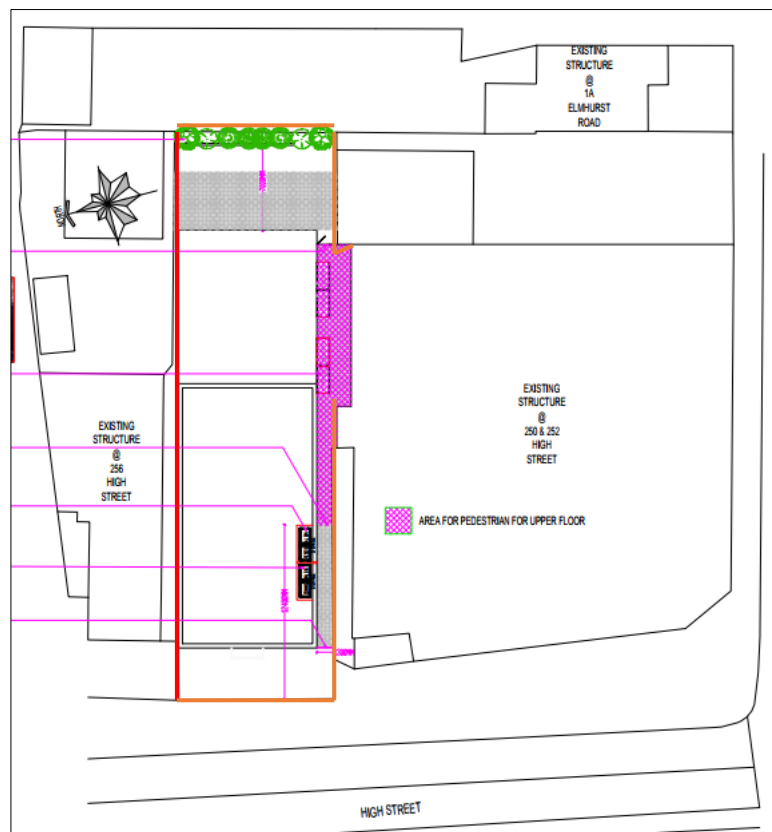 EXISTING
STRUCTURE
@
1A
ELMHURST
ROAD
NORTH
EXISTING
STRUCTURE
@
250 & 252
HIGH
STREET
EXISTING
STRUCTURE
@
256
HIGH
STREET
AREA FOR PEDESTRIAN FOR UPPER FLOOR
HIGH STREET